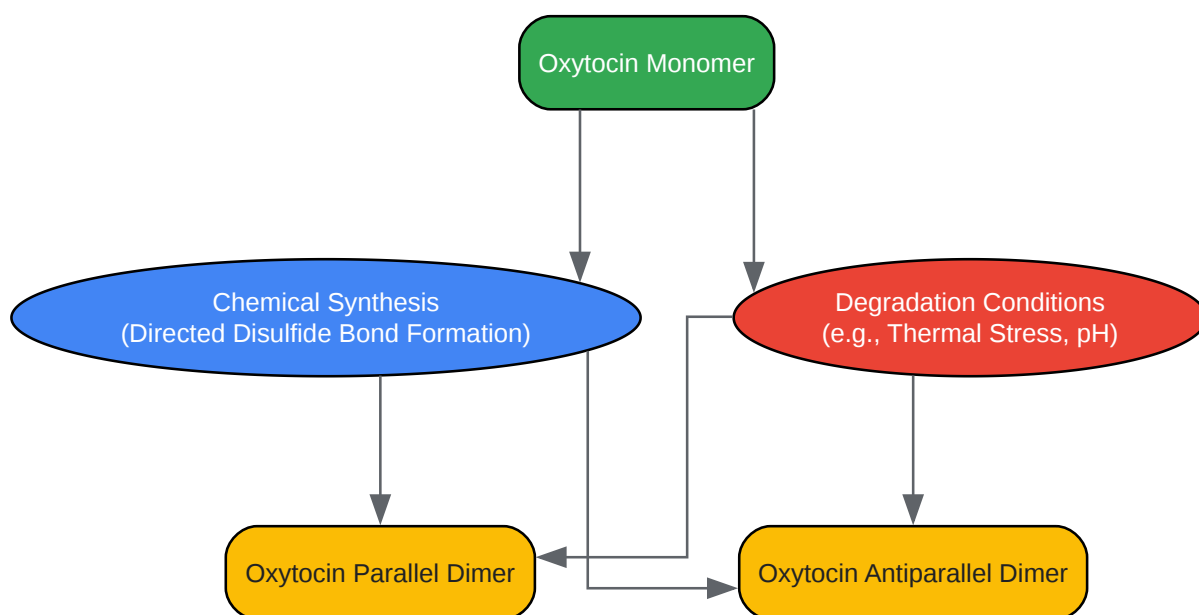 Oxytocin Monomer
Chemical Synthesis
(Directed Disulfide Bond Formation)
Degradation Conditions
(e.g., Thermal Stress, pH)
Oxytocin Parallel Dimer
Oxytocin Antiparallel Dimer